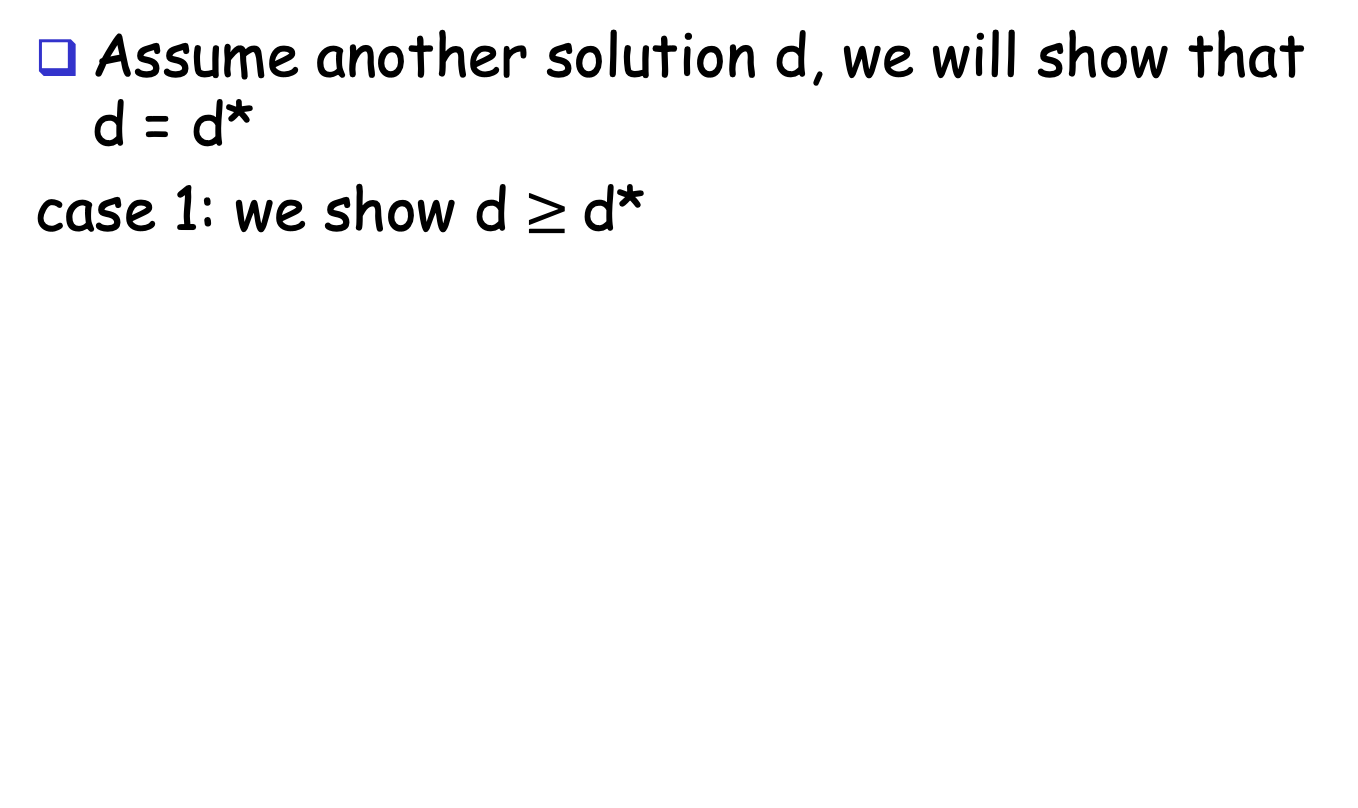 ❑ Assume another solution d, we will show that
d = d*
case 1: we show d ≥ d*